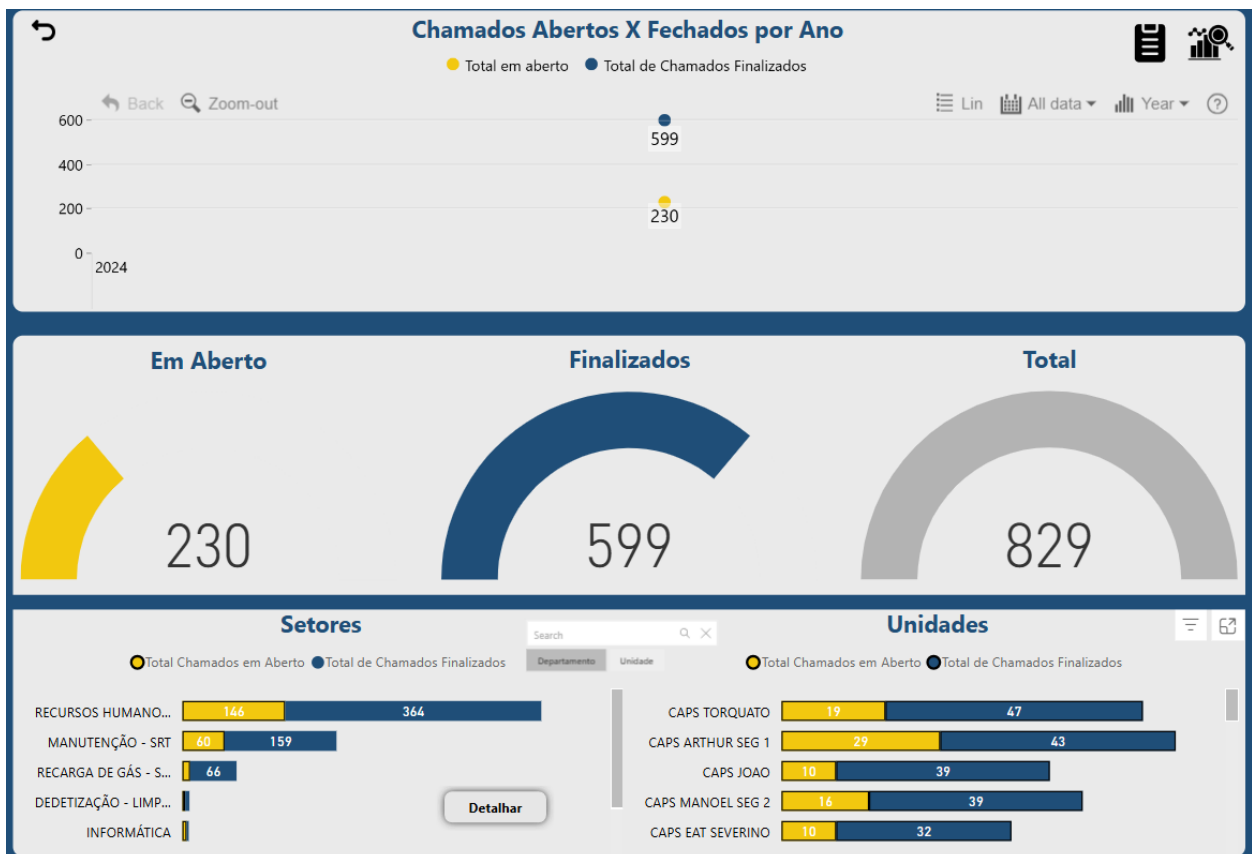 Chamados Abertos X Fechados por Ano
Total em aberto Total de Chamados Finalizados
Back Zoom-out Lin All data Year ?
600
599
400
200
230
0
2024
Em Aberto Finalizados Total
230 599 829
Setores
Total Chamados em Aberto Total de Chamados Finalizados
RECURSOS HUMANO... 146 364
MANUTENÇÃO - SRT 60 159
RECARGA DE GÁS - S... 66
DEDETIZAÇÃO - LIMP...
INFORMÁTICA
Detalhar
Search
Departamento Unidade
Unidades
Total Chamados em Aberto Total de Chamados Finalizados
CAPS TORQUATO 19 47
CAPS ARTHUR SEG 1 29 43
CAPS JOAO 10 39
CAPS MANOEL SEG 2 16 39
CAPS EAT SEVERINO 10 32